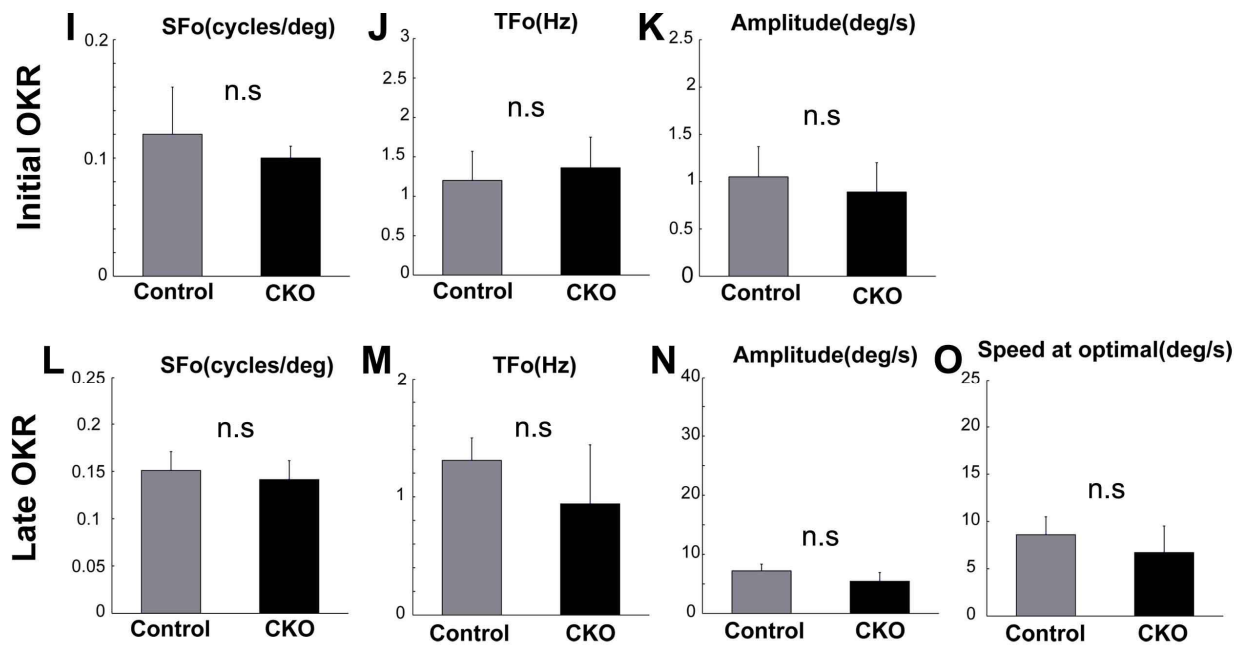 Initial OKR
I SFo(cycles/deg)
0.2
0.1
0
n.s
Control CKO
J TFo(Hz)
3
2.5
2
1.5
1
0.5
0
n.s
Control CKO
K Amplitude(deg/s)
2.5
2
1.5
1
0.5
0
n.s
Control CKO
Late OKR
L SFo(cycles/deg)
0.25
0.2
0.15
0.1
0.05
0
n.s
Control CKO
M TFo(Hz)
2
1
0
n.s
Control CKO
N Amplitude(deg/s)
40
30
20
10
0
n.s
Control CKO
O Speed at optimal(deg/s)
25
20
15
10
5
0
n.s
Control CKO